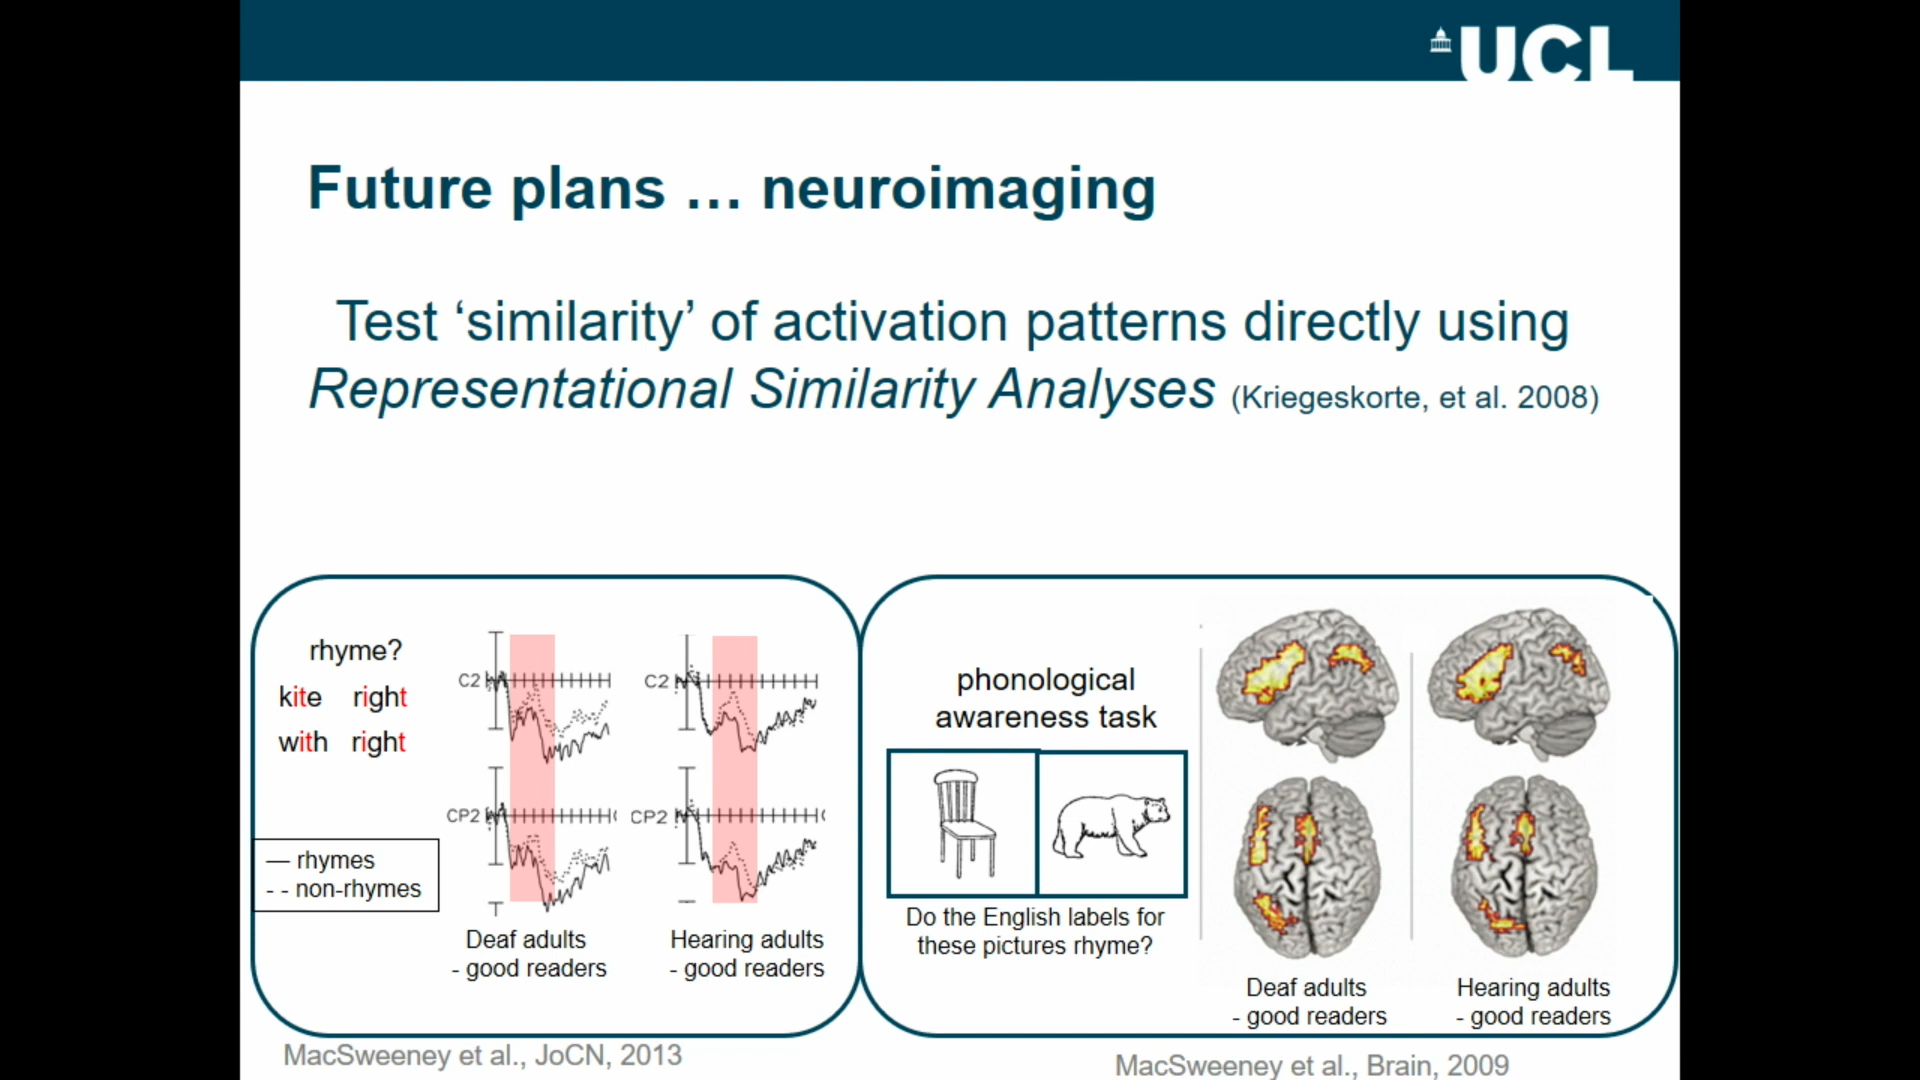 UCL
Future plans … neuroimaging
Test ‘similarity’ of activation patterns directly using
Representational Similarity Analyses (Kriegeskorte, et al. 2008)
rhyme?
kite right
with right
— rhymes
- - non-rhymes
C2
C2
CP2
CP2
Deaf adults
- good readers
Hearing adults
- good readers
MacSweeney et al., JoCN, 2013
phonological
awareness task
Do the English labels for
these pictures rhyme?
Deaf adults
- good readers
Hearing adults
- good readers
MacSweeney et al., Brain, 2009